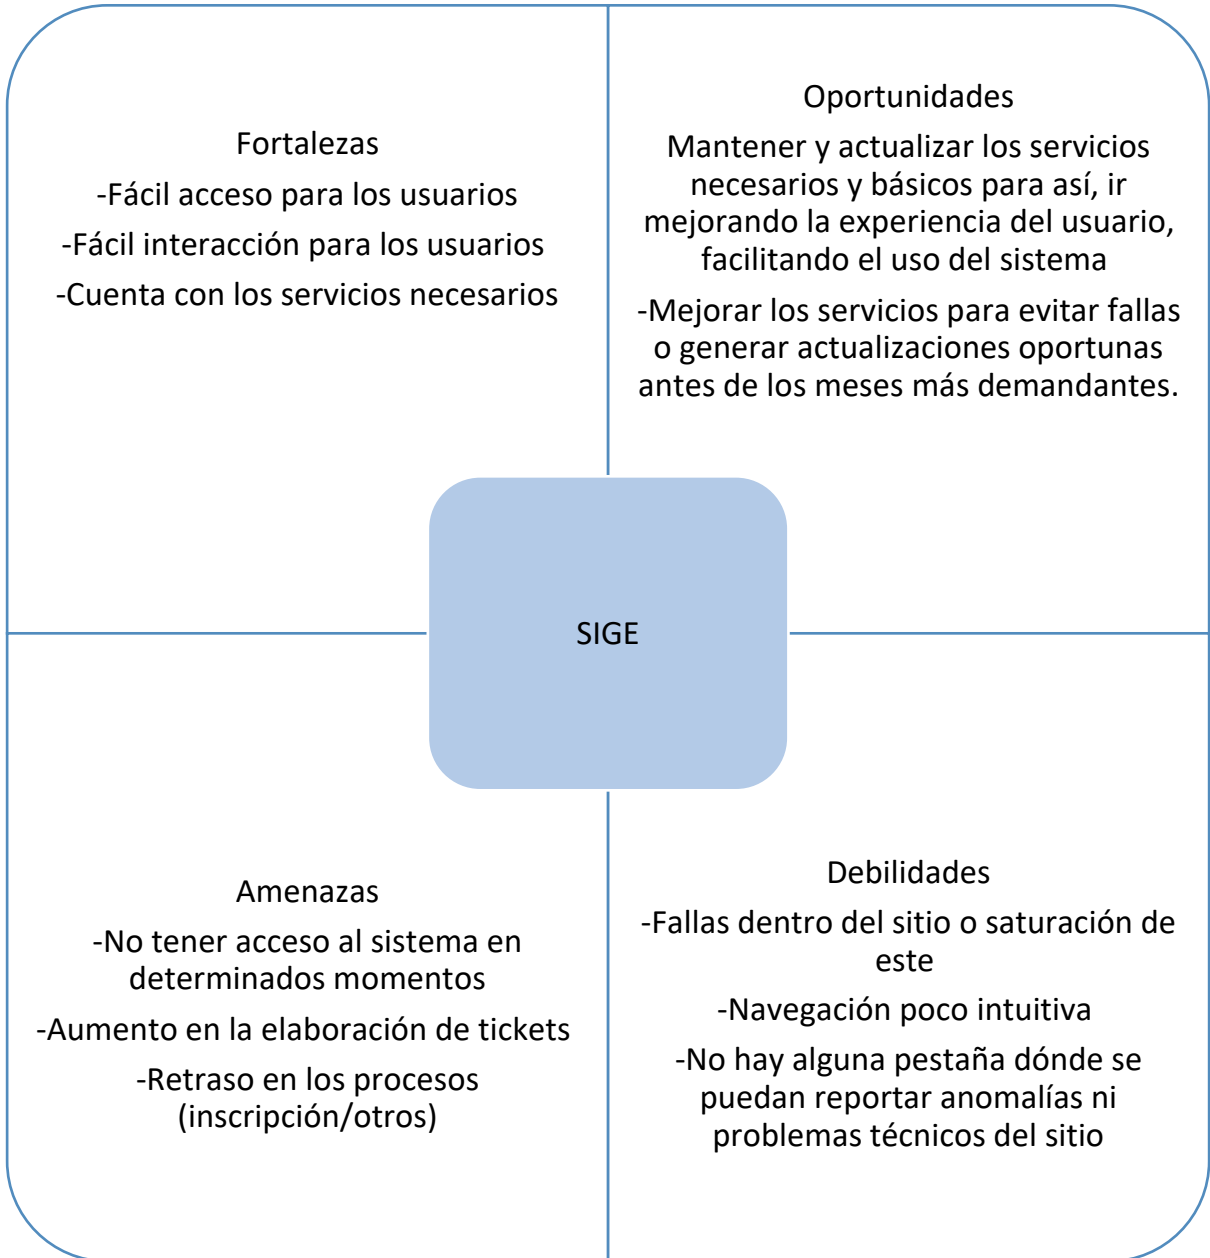 Fortalezas
-Fácil acceso para los usuarios
-Fácil interacción para los usuarios
-Cuenta con los servicios necesarios
Oportunidades
Mantener y actualizar los servicios
necesarios y básicos para así, ir
mejorando la experiencia del usuario,
facilitando el uso del sistema
-Mejorar los servicios para evitar fallas
o generar actualizaciones oportunas
antes de los meses más demandantes.
SIGE
Amenazas
-No tener acceso al sistema en
determinados momentos
-Aumento en la elaboración de tickets
-Retraso en los procesos
(inscripción/otros)
Debilidades
-Fallas dentro del sitio o saturación de
este
-Navegación poco intuitiva
-No hay alguna pestaña dónde se
puedan reportar anomalías ni
problemas técnicos del sitio